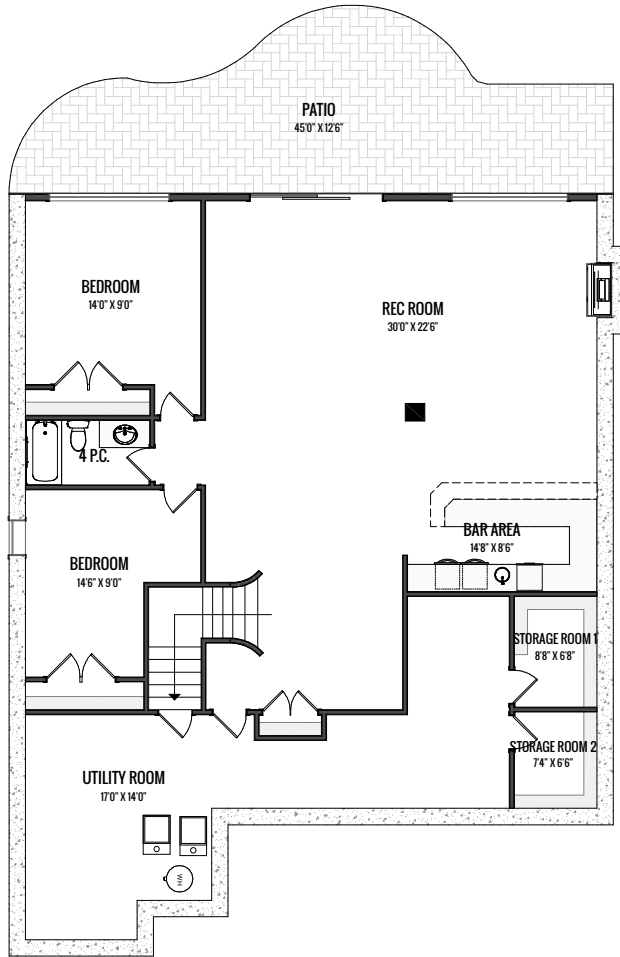 PATIO
45'0" X 12'6"
BEDROOM
14'0" X 9'0"
REC ROOM
30'0" X 22'6"
4 P.C.
BAR AREA
14'8" X 8'6"
BEDROOM
14'6" X 9'0"
STORAGE ROOM 1
8'8" X 6'8"
STORAGE ROOM 2
7'4" X 6'6"
UTILITY ROOM
17'0" X 14'0"
WH